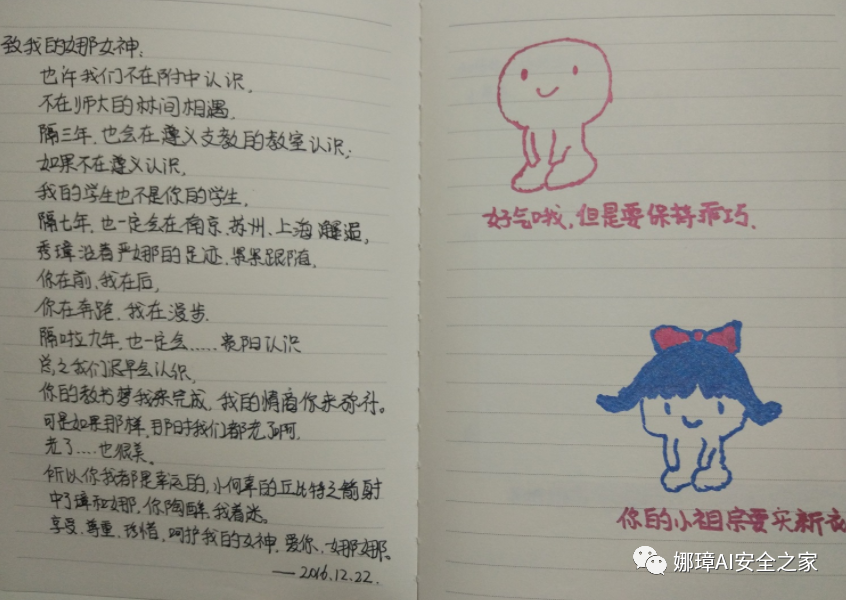 致我的娜女神:
也许我们不在附中认识,
不在师大的林间相遇,
隔三年,也会在遵义支教的教室认识;
如果不在遵义认识,
我的学生也不是你的学生,
隔七年,也一定会在南京、苏州、上海邂逅,
秀璋沿着严娜的足迹,累累跟随,
你在前,我在后,
你在奔跑,我在漫步.
隔啦九年,也一定会......贵阳认识
总之我们迟早会认识,
你的教书梦我来完成,我的情商你来弥补。
可是如果那样,那时我们都老了啊,
老了....也很美、
所以你我都是幸运的,小何幸的丘比特之箭射
中了璋和娜,你陶醉,我着迷。
享受、尊重、珍惜,呵护我的女神,爱你,娜娜。
——2016.12.22.
好气哦,但是要保持乖巧.
你的小祖宗要买新衣
娜璋AI安全之家